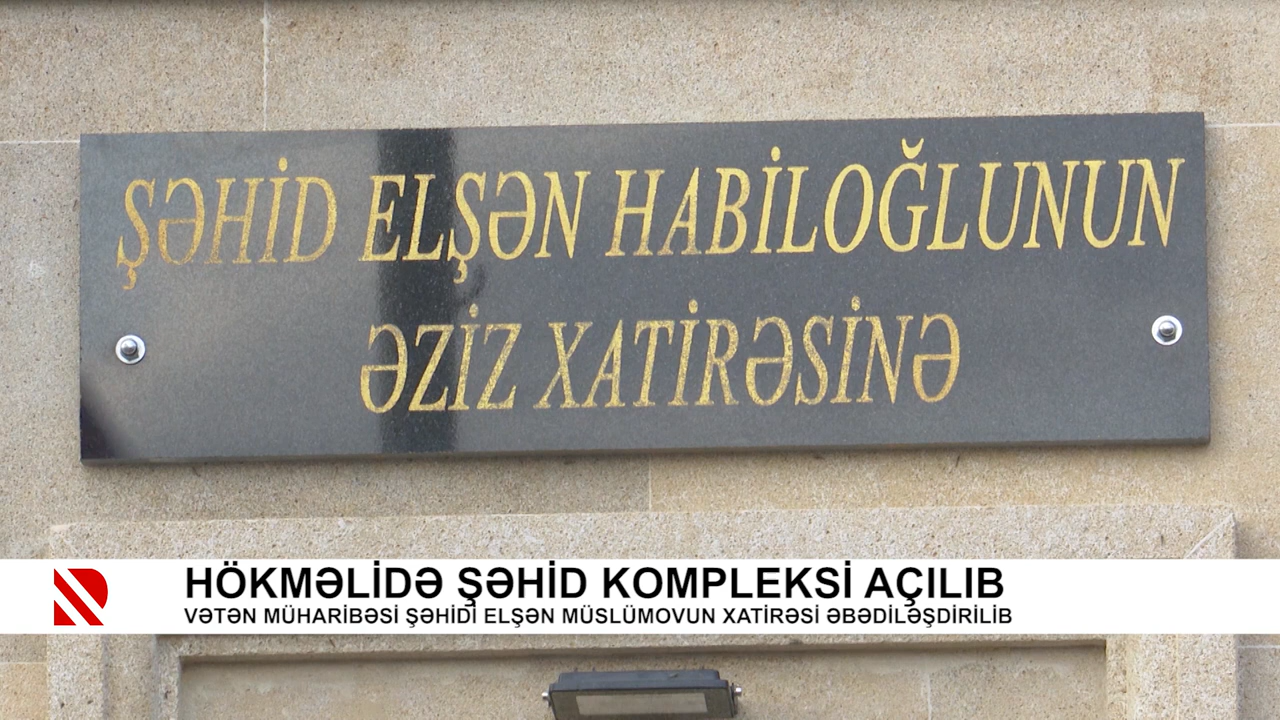 ŞƏHİD ELŞƏN HABİLOĞLUNUN
ƏZİZ XATİRƏSİNƏ
HÖKMƏLİDƏ ŞƏHİD KOMPLEKSİ AÇILIB
VƏTƏN MÜHARİBƏSİ ŞƏHİDİ ELŞƏN MÜSLÜMOVUN XATİRƏSİ ƏBƏDİLƏŞDİRİLİB